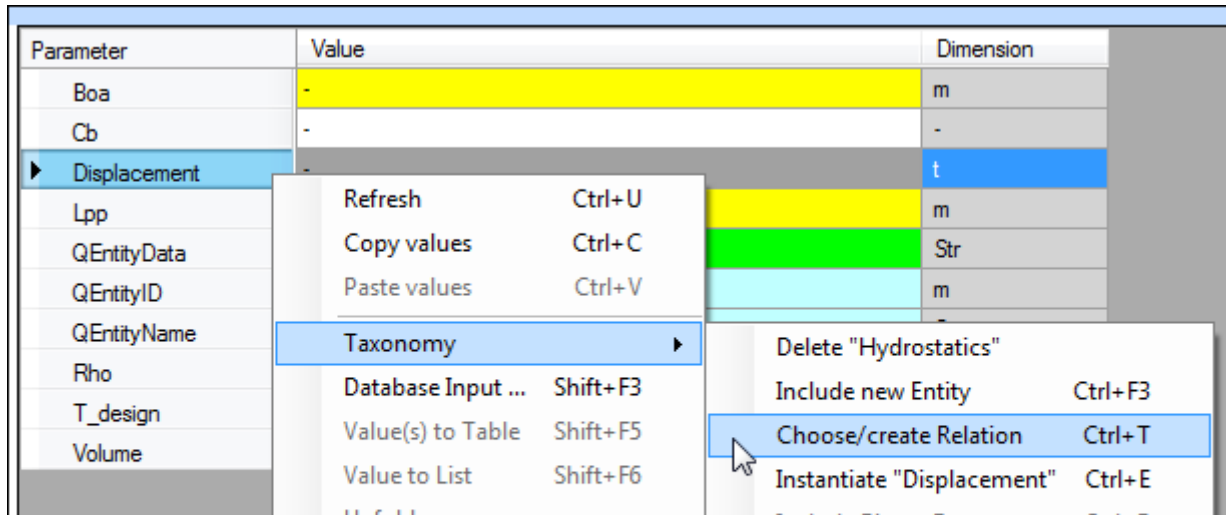 Parameter Value Dimension
Boa - m
Cb - -
Displacement - t
Lpp m
QEntityData Str
QEntityID m
QEntityName
Rho
T_design
Volume
Refresh Ctrl+U
Copy values Ctrl+C
Paste values Ctrl+V
Taxonomy
Database Input ... Shift+F3
Value(s) to Table Shift+F5
Value to List Shift+F6
Delete "Hydrostatics"
Include new Entity Ctrl+F3
Choose/create Relation Ctrl+T
Instantiate "Displacement" Ctrl+E